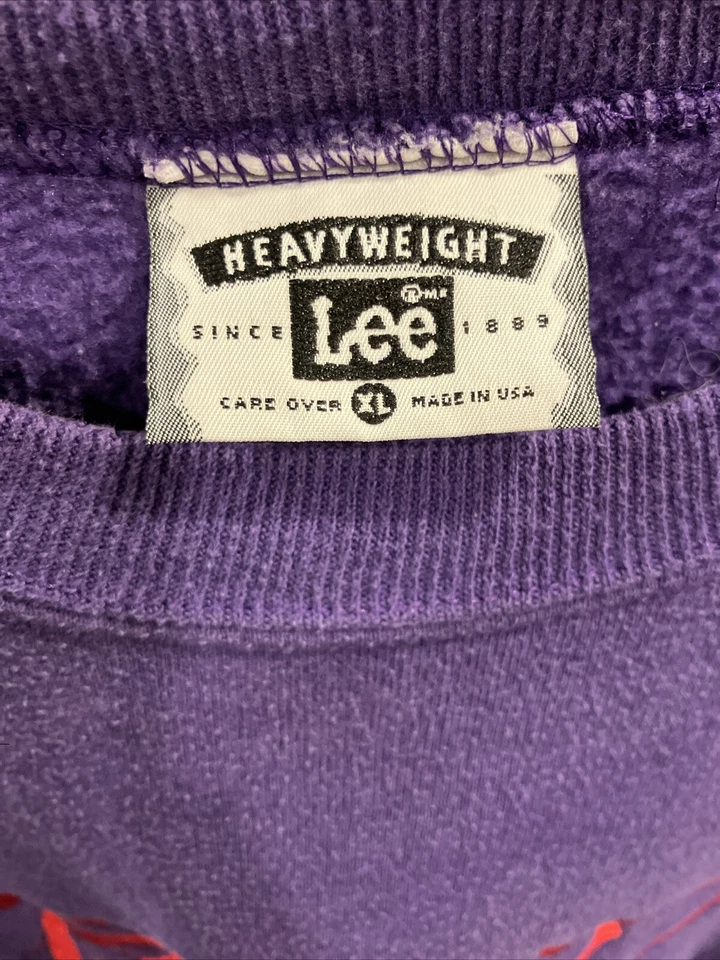 HEAVYWEIGHT
SINCE Lee ® M.R 1889
CARE OVER XL MADE IN USA